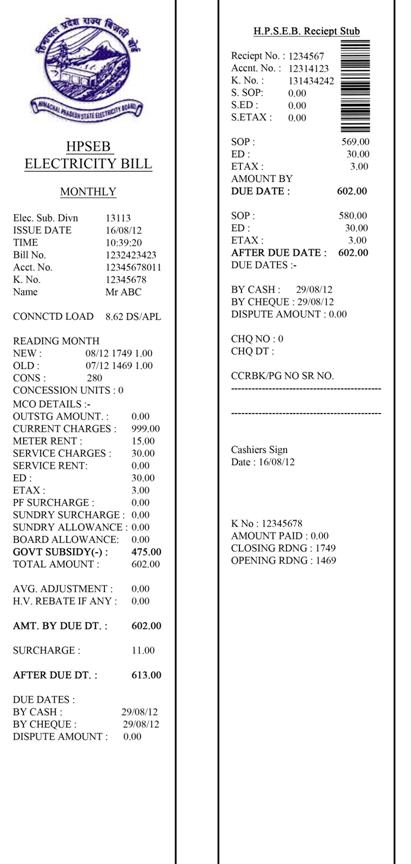 हिमाचल प्रदेश राज्य बिजली बोर्ड
HIMACHAL PRADESH STATE ELECTRICITY BOARD
HPSEB
ELECTRICITY BILL
MONTHLY
Elec. Sub. Divn 13113
ISSUE DATE 16/08/12
TIME 10:39:20
Bill No. 1232423423
Acct. No. 12345678011
K. No. 12345678
Name Mr ABC
CONNCTD LOAD 8.62 DS/APL
READING MONTH
NEW : 08/12 1749 1.00
OLD : 07/12 1469 1.00
CONS : 280
CONCESSION UNITS : 0
MCO DETAILS :-
OUTSTG AMOUNT. : 0.00
CURRENT CHARGES : 999.00
METER RENT : 15.00
SERVICE CHARGES : 30.00
SERVICE RENT: 0.00
ED : 30.00
ETAX : 3.00
PF SURCHARGE : 0.00
SUNDRY SURCHARGE : 0.00
SUNDRY ALLOWANCE : 0.00
BOARD ALLOWANCE: 0.00
GOVT SUBSIDY(-) : 475.00
TOTAL AMOUNT : 602.00
AVG. ADJUSTMENT : 0.00
H.V. REBATE IF ANY : 0.00
AMT. BY DUE DT. : 602.00
SURCHARGE : 11.00
AFTER DUE DT. : 613.00
DUE DATES :
BY CASH : 29/08/12
BY CHEQUE : 29/08/12
DISPUTE AMOUNT : 0.00
H.P.S.E.B. Reciept Stub
Reciept No. : 1234567
Accnt. No. : 12314123
K. No. : 131434242
S. SOP: 0.00
S.ED : 0.00
S.ETAX : 0.00
SOP : 569.00
ED : 30.00
ETAX : 3.00
AMOUNT BY
DUE DATE : 602.00
SOP : 580.00
ED : 30.00
ETAX : 3.00
AFTER DUE DATE : 602.00
DUE DATES :-
BY CASH : 29/08/12
BY CHEQUE : 29/08/12
DISPUTE AMOUNT : 0.00
CHQ NO : 0
CHQ DT :
CCRBK/PG NO SR NO.
Cashiers Sign
Date : 16/08/12
K No : 12345678
AMOUNT PAID : 0.00
CLOSING RDNG : 1749
OPENING RDNG : 1469